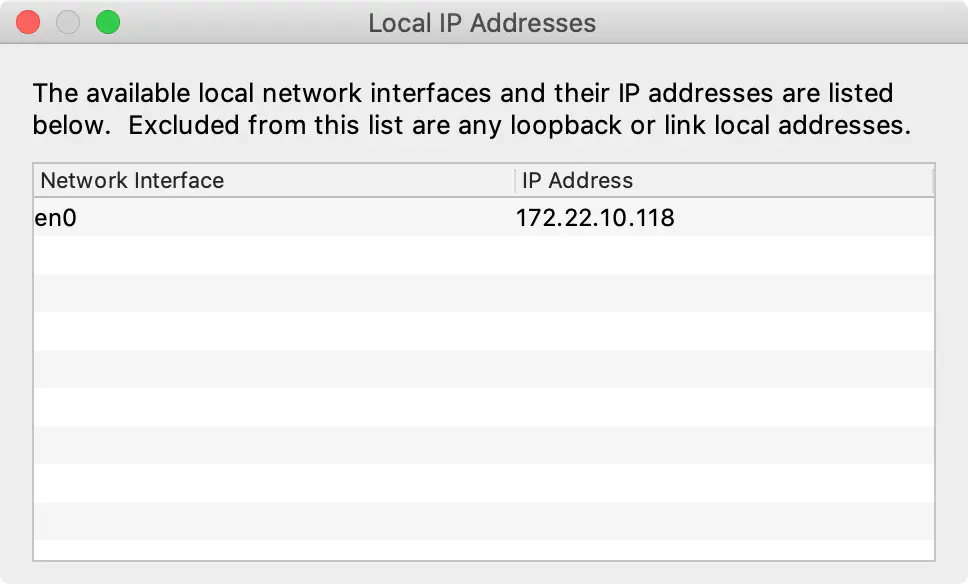 Local IP Addresses
The available local network interfaces and their IP addresses are listed
below.  Excluded from this list are any loopback or link local addresses.
Network Interface IP Address
en0 172.22.10.118